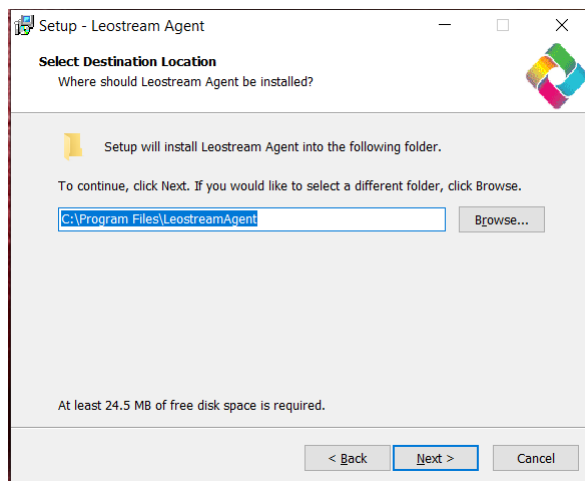 Setup - Leostream Agent
Select Destination Location
Where should Leostream Agent be installed?
Setup will install Leostream Agent into the following folder.
To continue, click Next. If you would like to select a different folder, click Browse.
C:\Program Files\LeostreamAgent
Browse...
At least 24.5 MB of free disk space is required.
< Back
Next >
Cancel